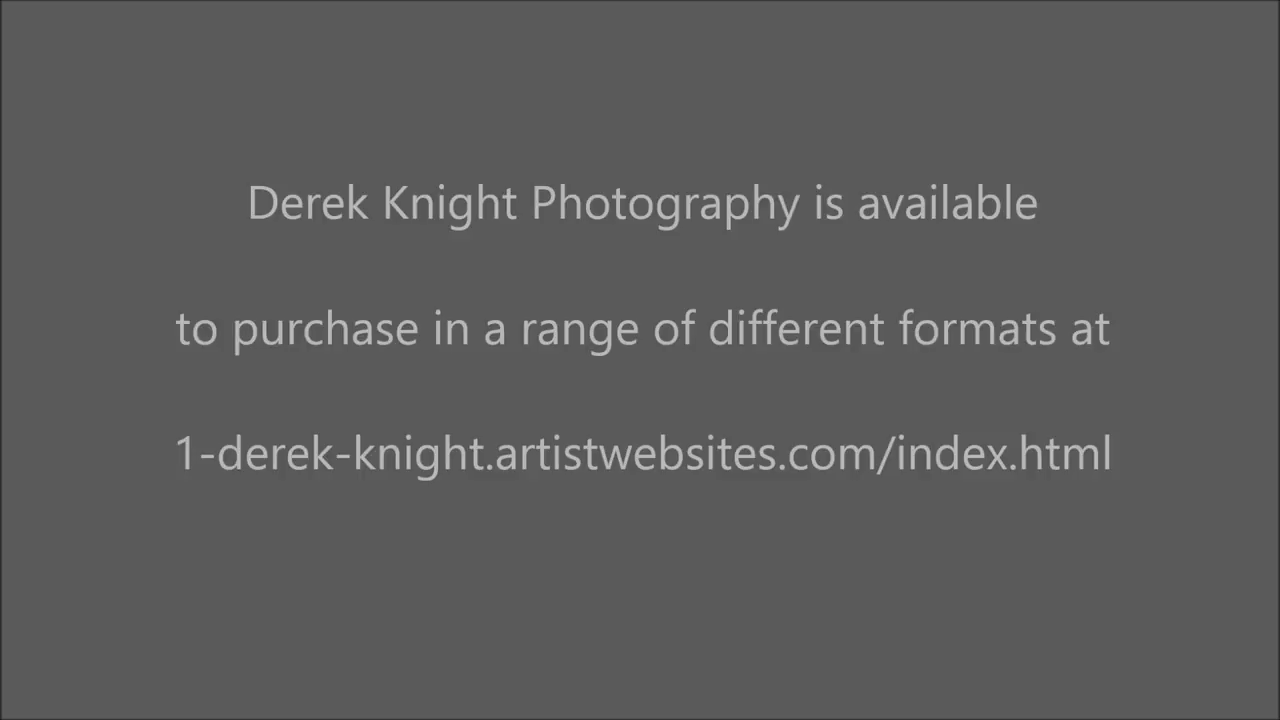 Derek Knight Photography is available
to purchase in a range of different formats at
1-derek-knight.artistwebsites.com/index.html